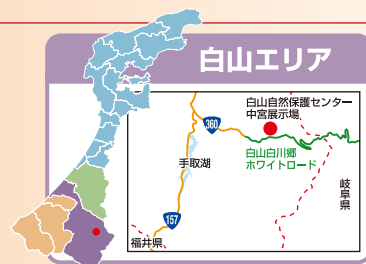 白山エリア
白山自然保護センター
中宮展示場
360
白山白川郷
ホワイトロード
手取湖
岐阜県
157
福井県